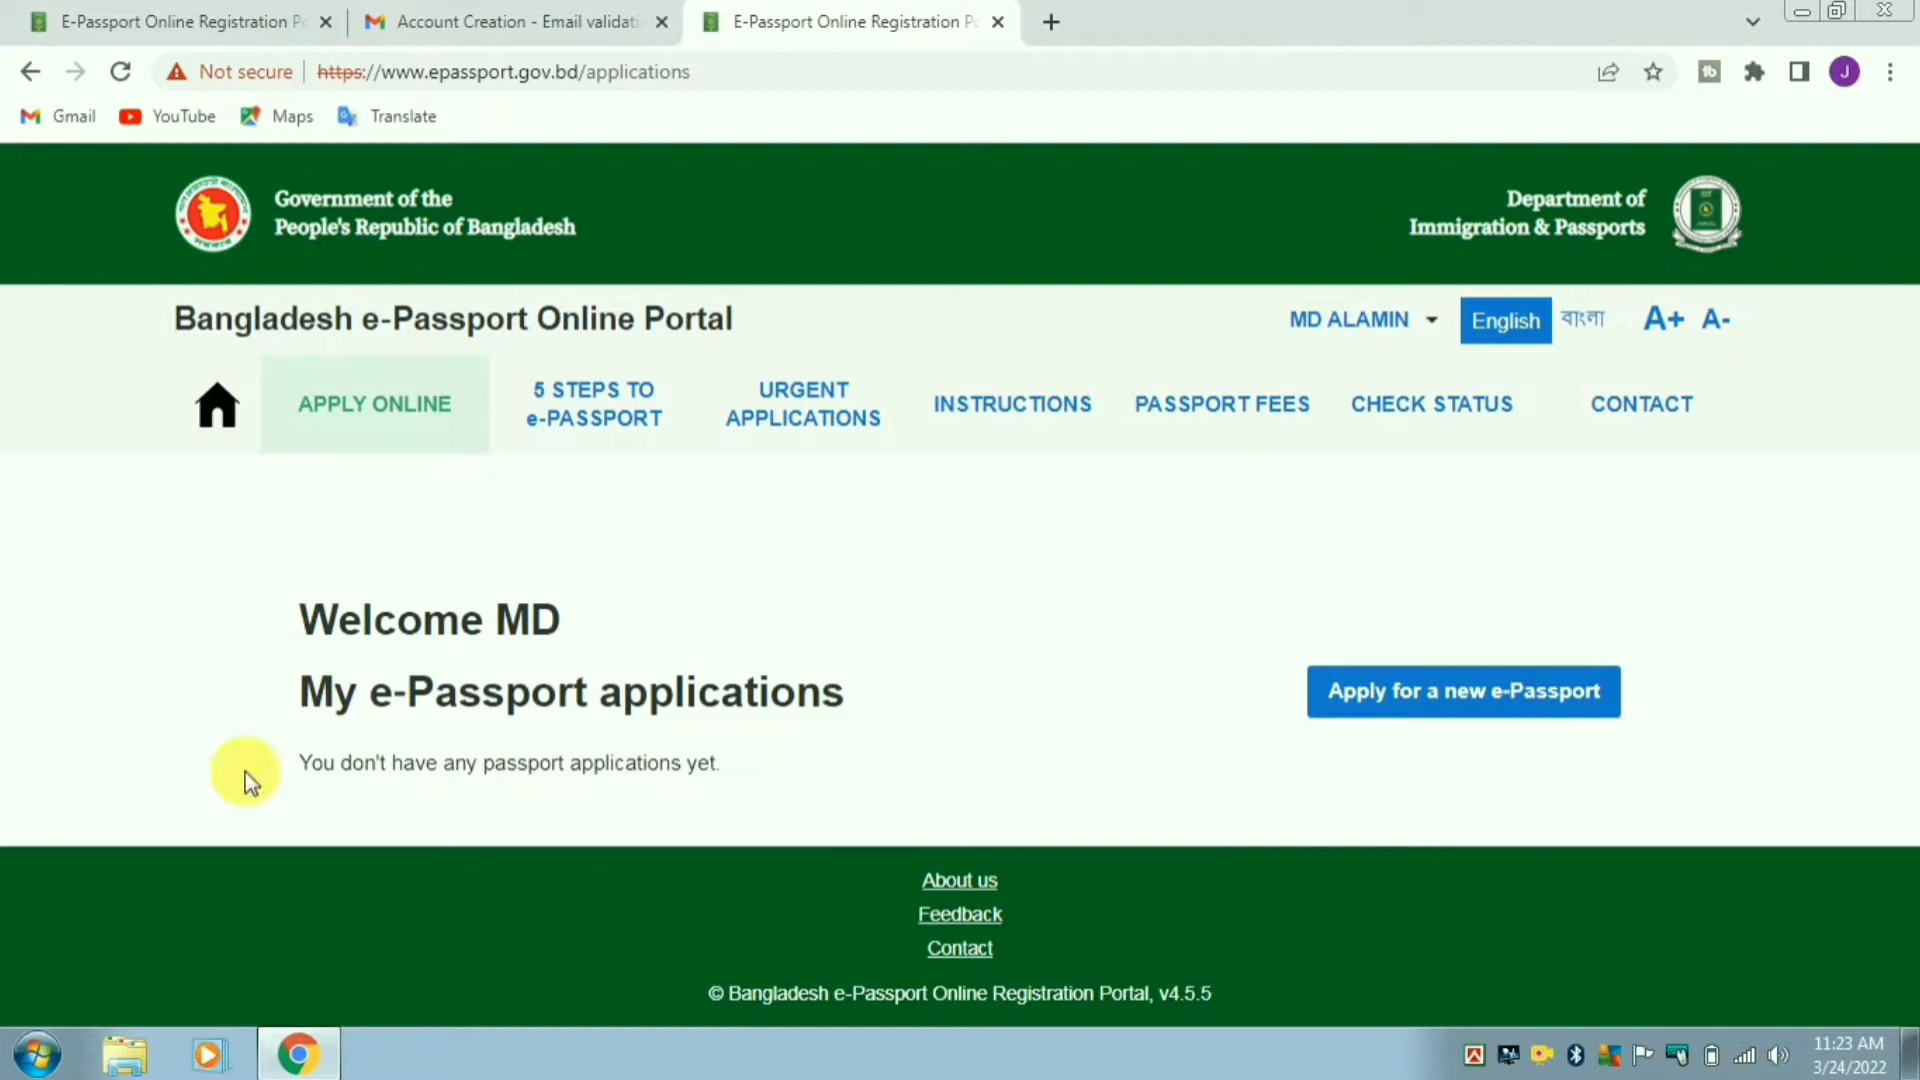 E-Passport Online Registration Po
Account Creation - Email validati
E-Passport Online Registration Po
Not secure
https://www.epassport.gov.bd/applications
J
Gmail
YouTube
Maps
Translate
Government of the
People's Republic of Bangladesh
Department of
Immigration & Passports
Bangladesh e-Passport Online Portal
MD ALAMIN
English
বাংলা
A+ A-
APPLY ONLINE
5 STEPS TO
e-PASSPORT
URGENT
APPLICATIONS
INSTRUCTIONS
PASSPORT FEES
CHECK STATUS
CONTACT
Welcome MD
My e-Passport applications
Apply for a new e-Passport
You don't have any passport applications yet.
About us
Feedback
Contact
© Bangladesh e-Passport Online Registration Portal, v4.5.5
11:23 AM
3/24/2022